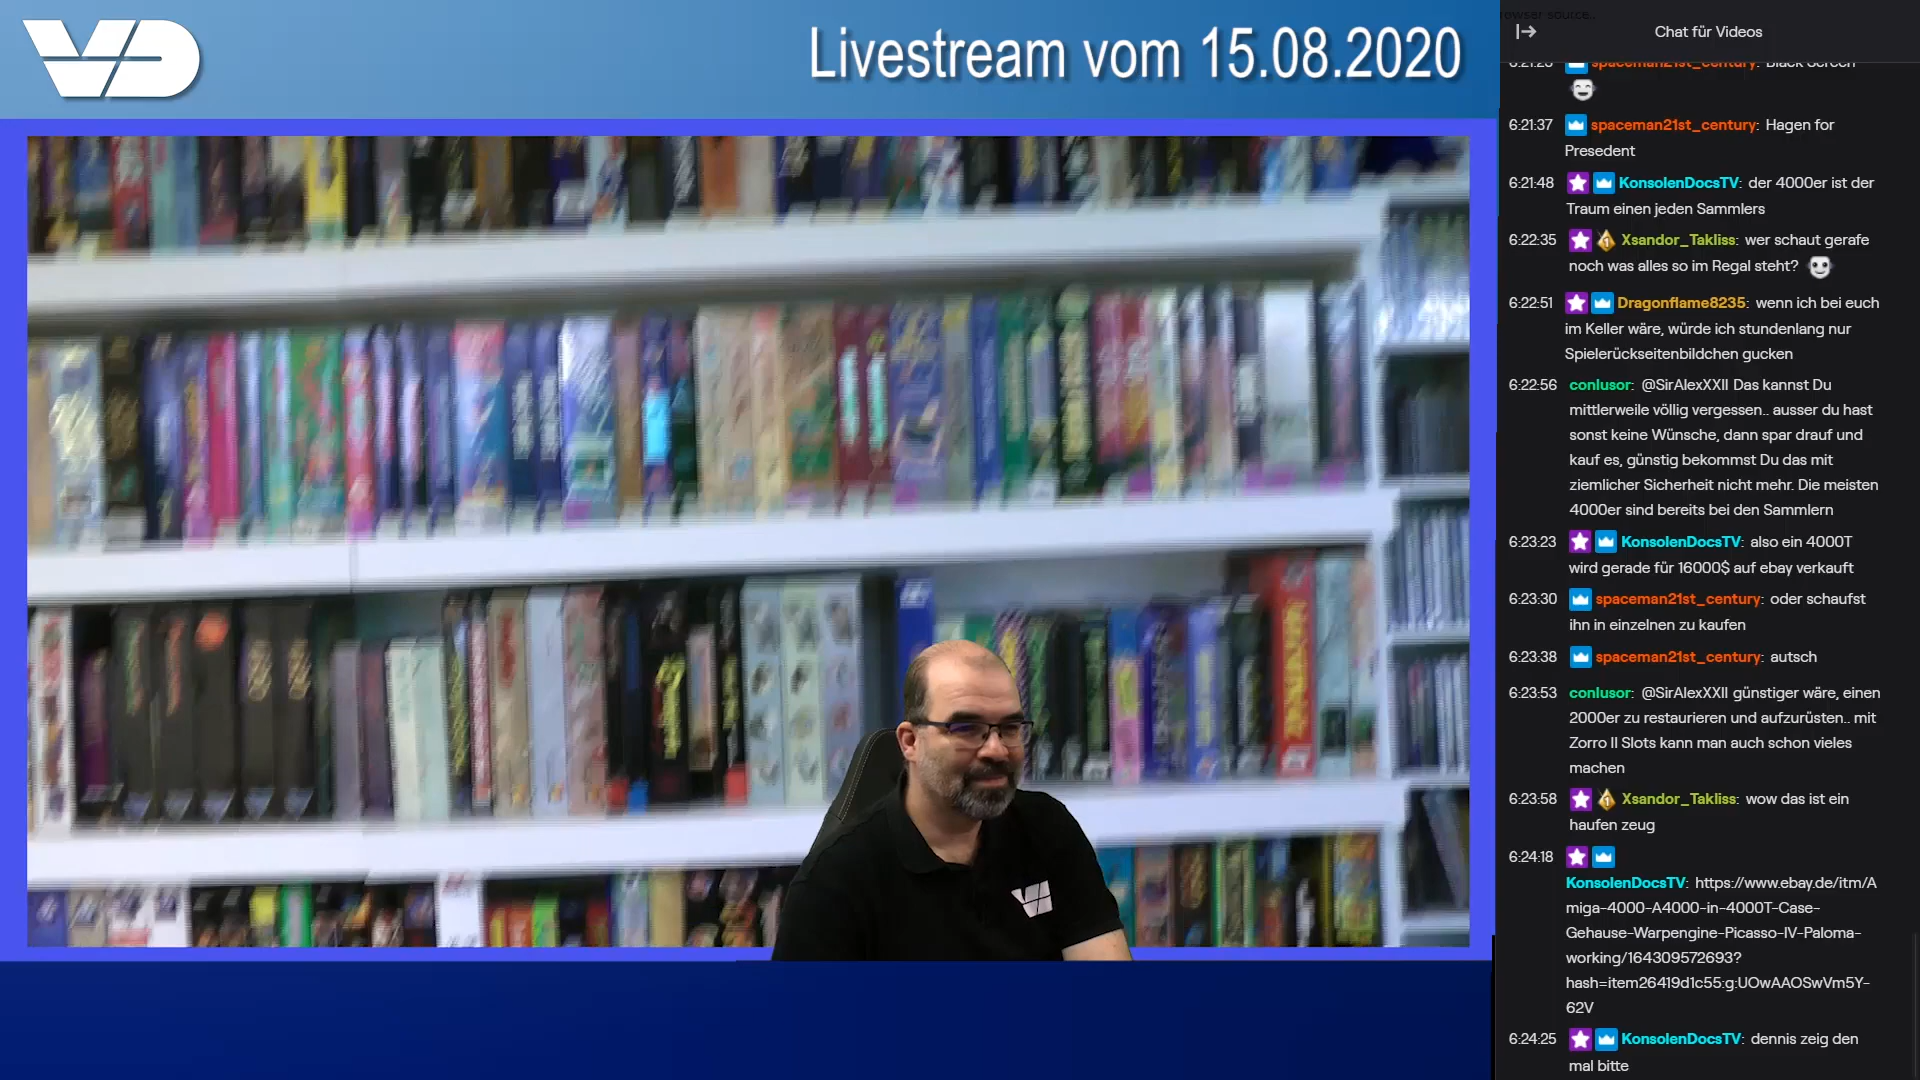 VD
Livestream vom 15.08.2020
Chat für Videos
spaceman21st_century: Black Screen
6:21:37 spaceman21st_century: Hagen for
Presedent
6:21:48 KonsolenDocsTV: der 4000er ist der
Traum einen jeden Sammlers
6:22:35 Xsandor_Takliss: wer schaut gerafe
noch was alles so im Regal steht?
6:22:51 Dragonflame8235: wenn ich bei euch
im Keller wäre, würde ich stundenlang nur
Spielerückseitenbildchen gucken
6:22:56 conlusor: @SirAlexXXII Das kannst Du
mittlerweile völlig vergessen.. ausser du hast
sonst keine Wünsche, dann spar drauf und
kauf es, günstig bekommst Du das mit
ziemlicher Sicherheit nicht mehr. Die meisten
4000er sind bereits bei den Sammlern
6:23:23 KonsolenDocsTV: also ein 4000T
wird gerade für 16000$ auf ebay verkauft
6:23:30 spaceman21st_century: oder schaufst
ihn in einzelnen zu kaufen
6:23:38 spaceman21st_century: autsch
6:23:53 conlusor: @SirAlexXXII günstiger wäre, einen
2000er zu restaurieren und aufzurüsten.. mit
Zorro II Slots kann man auch schon vieles
machen
6:23:58 Xsandor_Takliss: wow das ist ein
haufen zeug
6:24:18
KonsolenDocsTV: https://www.ebay.de/itm/A
miga-4000-A4000-in-4000T-Case-
Gehause-Warpengine-Picasso-IV-Paloma-
working/164309572693?
hash=item26419d1c55:g:UOwAAOSwVm5Y-
62V
6:24:25 KonsolenDocsTV: dennis zeig den
mal bitte